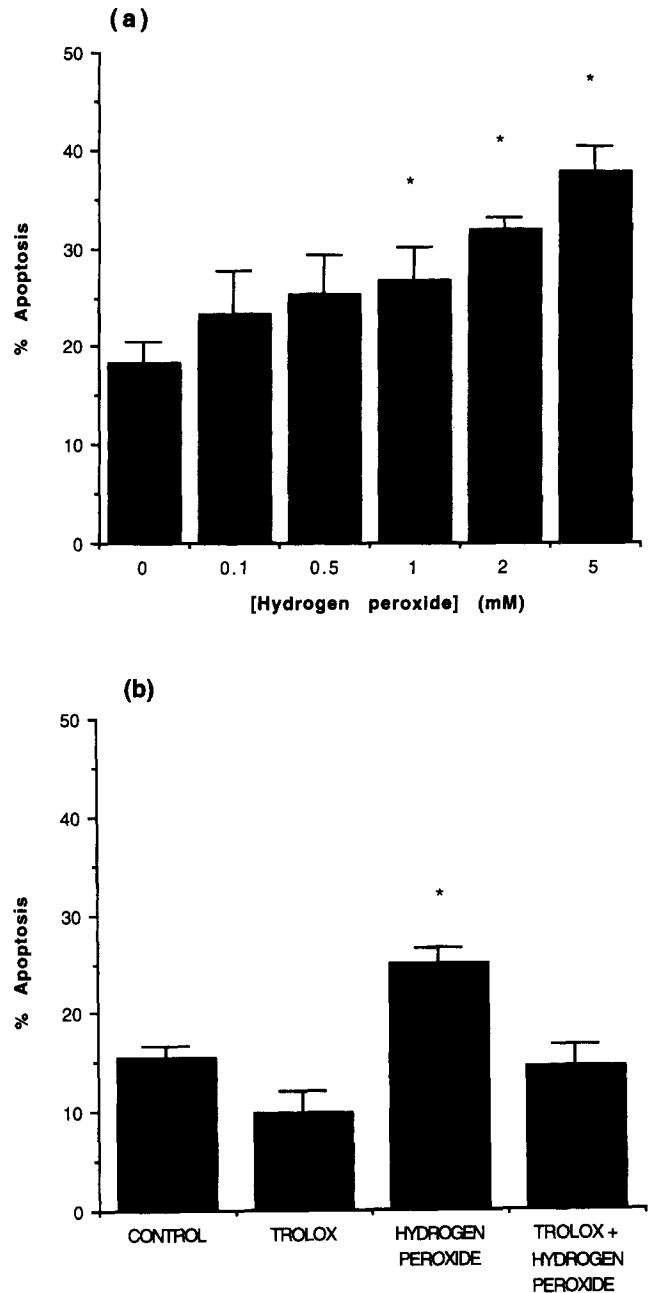 (a)
50
*
*
40
*
30
20
10
0
% Apoptosis
0 0.1 0.5 1 2 5
[Hydrogen peroxide] (mM)
(b)
50
40
*
30
20
10
0
% Apoptosis
CONTROL TROLOX HYDROGEN TROLOX +
PEROXIDE HYDROGEN
PEROXIDE